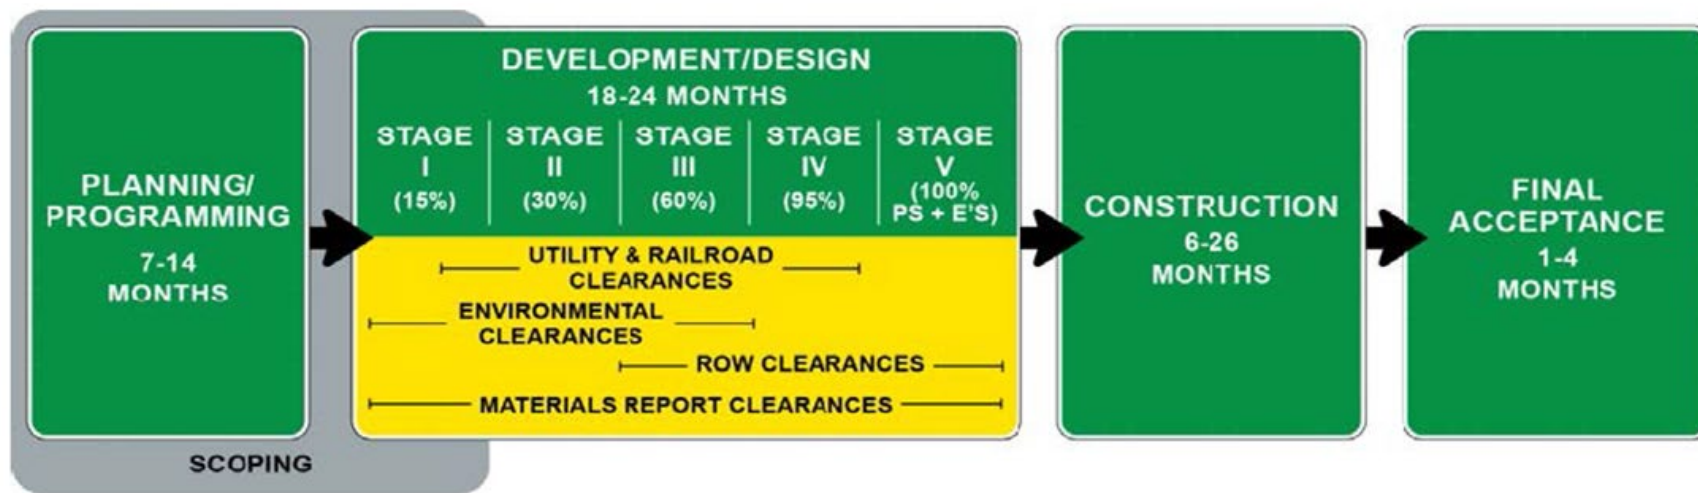 PLANNING/
PROGRAMMING
7-14
MONTHS
SCOPING
DEVELOPMENT/DESIGN
18-24 MONTHS
STAGE
I
(15%)
STAGE
II
(30%)
STAGE
III
(60%)
STAGE
IV
(95%)
STAGE
V
(100%
PS + E'S)
UTILITY & RAILROAD
CLEARANCES
ENVIRONMENTAL
CLEARANCES
ROW CLEARANCES
MATERIALS REPORT CLEARANCES
CONSTRUCTION
6-26
MONTHS
FINAL
ACCEPTANCE
1-4
MONTHS